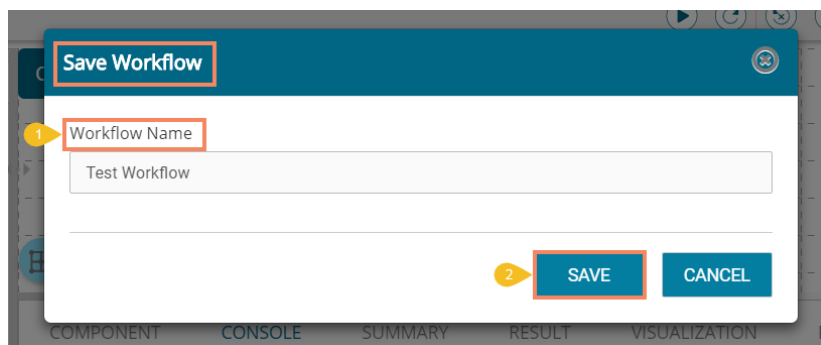 Save Workflow
1 Workflow Name
Test Workflow
2 SAVE CANCEL
COMPONENT CONSOLE SUMMARY RESULT VISUALIZATION